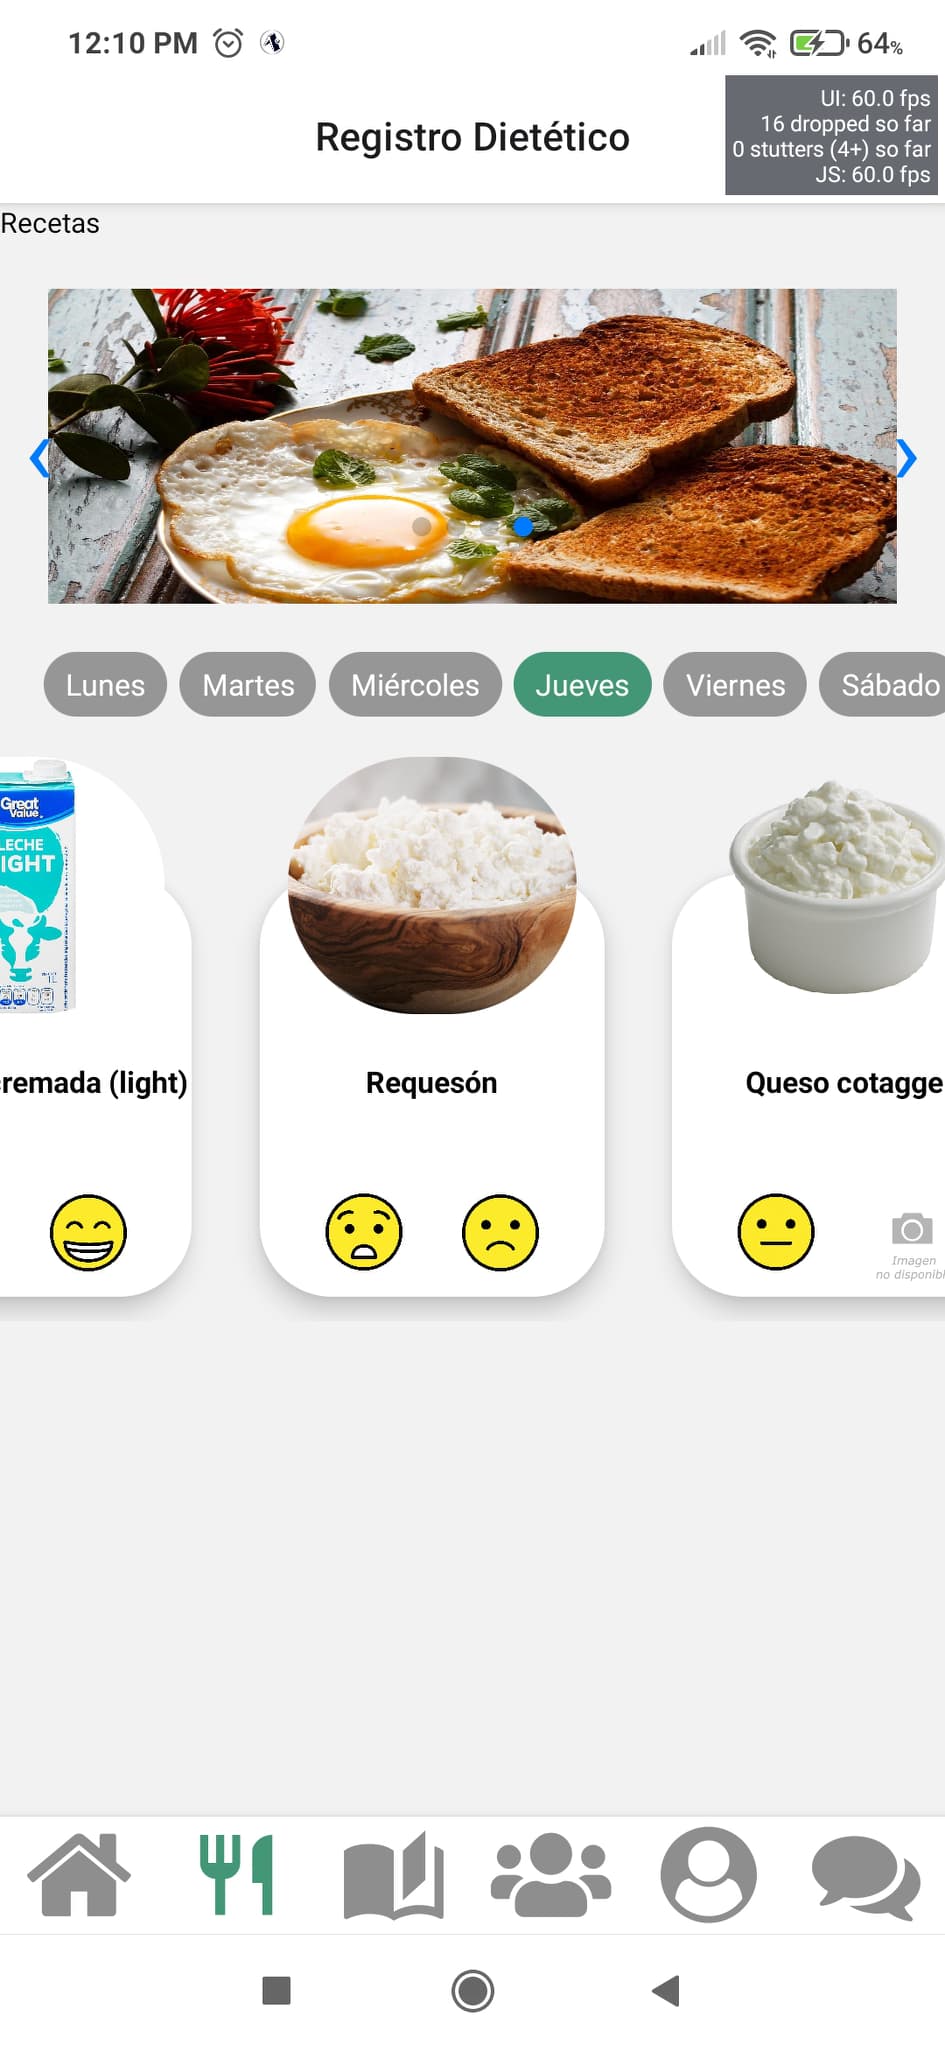 12:10 PM
64%
Registro Dietético
UI: 60.0 fps
16 dropped so far
0 stutters (4+) so far
JS: 60.0 fps
Recetas
Lunes Martes Miércoles Jueves Viernes Sábado
Great
Value
LECHE
IGHT
1L
remada (light)
Requesón
Queso cotagge
Imagen
no disponibl